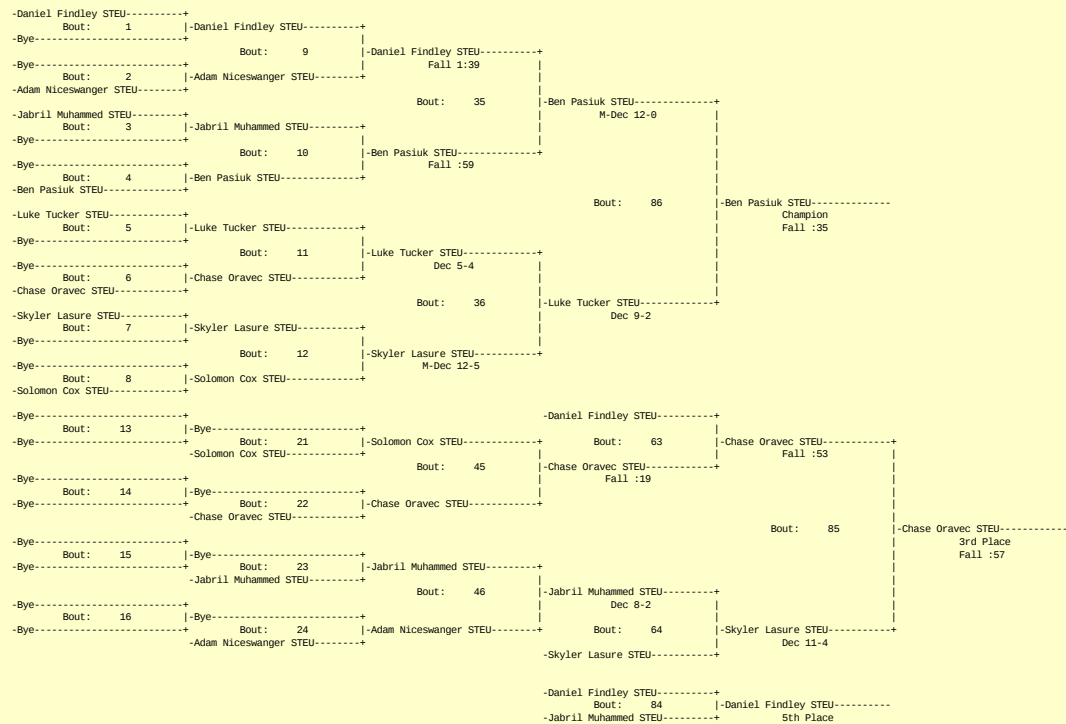 -Daniel Findley STEU----------+
Bout: 1 |-Daniel Findley STEU----------+
-Bye--------------------------+ |
Bout: 9 |-Daniel Findley STEU----------+
-Bye--------------------------+ | Fall 1:39 |
Bout: 2 |-Adam Niceswanger STEU--------+ |
-Adam Niceswanger STEU--------+ |
Bout: 35 |-Ben Pasiuk STEU--------------+
-Jabril Muhammed STEU---------+ | M-Dec 12-0 |
Bout: 3 |-Jabril Muhammed STEU---------+ | |
-Bye--------------------------+ | | |
Bout: 10 |-Ben Pasiuk STEU--------------+ |
-Bye--------------------------+ | Fall :59 |
Bout: 4 |-Ben Pasiuk STEU--------------+ |
-Ben Pasiuk STEU--------------+ |
Bout: 86 |-Ben Pasiuk STEU--------------
-Luke Tucker STEU-------------+ | Champion
Bout: 5 |-Luke Tucker STEU-------------+ | Fall :35
-Bye--------------------------+ | |
Bout: 11 |-Luke Tucker STEU-------------+ |
-Bye--------------------------+ | Dec 5-4 | |
Bout: 6 |-Chase Oravec STEU------------+ | |
-Chase Oravec STEU------------+ | |
Bout: 36 |-Luke Tucker STEU-------------+
-Skyler Lasure STEU-----------+ | Dec 9-2
Bout: 7 |-Skyler Lasure STEU-----------+ |
-Bye--------------------------+ | |
Bout: 12 |-Skyler Lasure STEU-----------+
-Bye--------------------------+ | M-Dec 12-5
Bout: 8 |-Solomon Cox STEU-------------+
-Solomon Cox STEU-------------+
-Bye--------------------------+ -Daniel Findley STEU----------+
Bout: 13 |-Bye--------------------------+ |
-Bye--------------------------+ Bout: 21 |-Solomon Cox STEU-------------+ Bout: 63 |-Chase Oravec STEU------------+
-Solomon Cox STEU-------------+ | | Fall :53 |
Bout: 45 |-Chase Oravec STEU------------+ |
-Bye--------------------------+ | Fall :19 |
Bout: 14 |-Bye--------------------------+ | |
-Bye--------------------------+ Bout: 22 |-Chase Oravec STEU------------+ |
-Chase Oravec STEU------------+ |
Bout: 85 |-Chase Oravec STEU------------
-Bye--------------------------+ | 3rd Place
Bout: 15 |-Bye--------------------------+ | Fall :57
-Bye--------------------------+ Bout: 23 |-Jabril Muhammed STEU---------+ |
-Jabril Muhammed STEU---------+ | |
Bout: 46 |-Jabril Muhammed STEU---------+ |
-Bye--------------------------+ | Dec 8-2 | |
Bout: 16 |-Bye--------------------------+ | | |
-Bye--------------------------+ Bout: 24 |-Adam Niceswanger STEU--------+ Bout: 64 |-Skyler Lasure STEU-----------+
-Adam Niceswanger STEU--------+ | Dec 11-4
-Skyler Lasure STEU-----------+
-Daniel Findley STEU----------+
Bout: 84 |-Daniel Findley STEU----------
-Jabril Muhammed STEU---------+ 5th Place